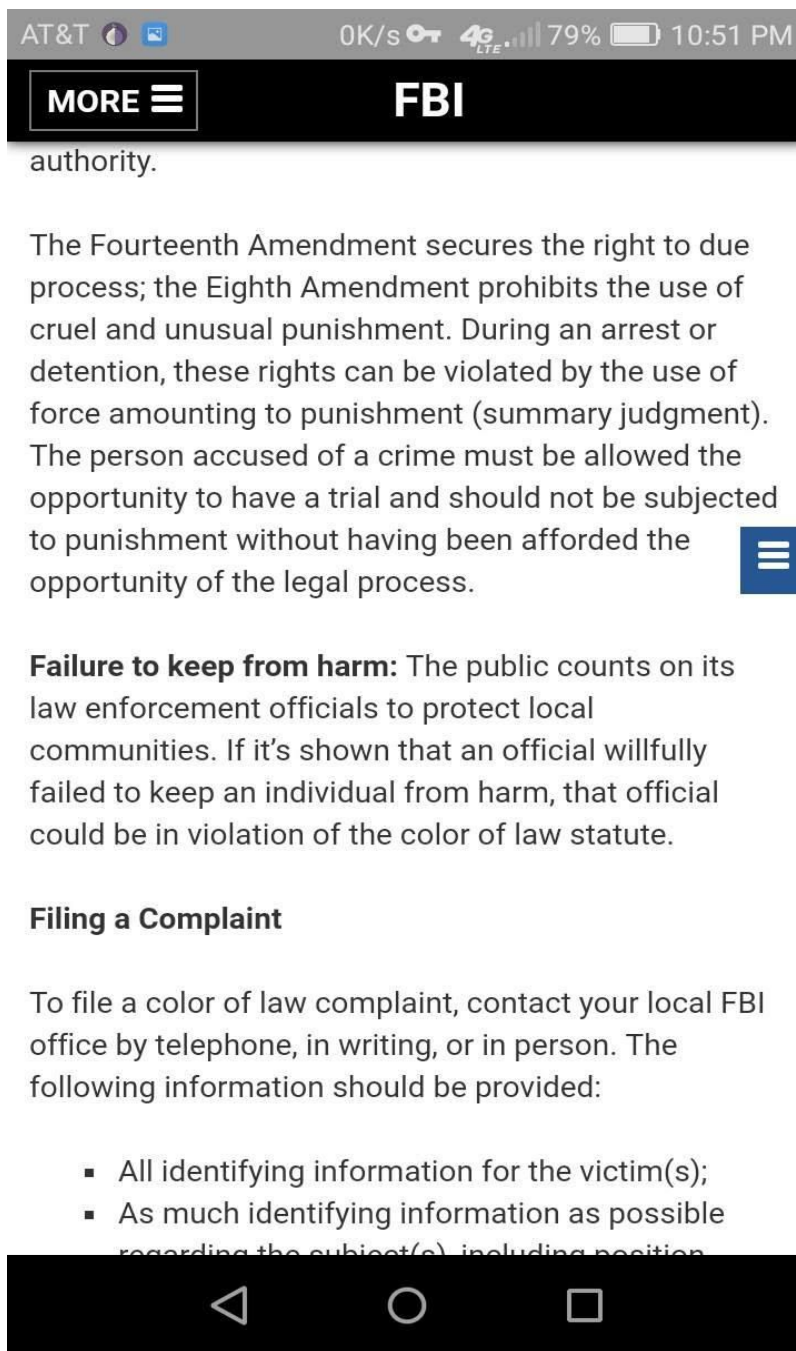 AT&T 0K/s 4G LTE 79% 10:51 PM
MORE FBI
authority.
The Fourteenth Amendment secures the right to due
process; the Eighth Amendment prohibits the use of
cruel and unusual punishment. During an arrest or
detention, these rights can be violated by the use of
force amounting to punishment (summary judgment).
The person accused of a crime must be allowed the
opportunity to have a trial and should not be subjected
to punishment without having been afforded the
opportunity of the legal process.
Failure to keep from harm: The public counts on its
law enforcement officials to protect local
communities. If it’s shown that an official willfully
failed to keep an individual from harm, that official
could be in violation of the color of law statute.
Filing a Complaint
To file a color of law complaint, contact your local FBI
office by telephone, in writing, or in person. The
following information should be provided:
▪ All identifying information for the victim(s);
▪ As much identifying information as possible
regarding the subject(s), including position,